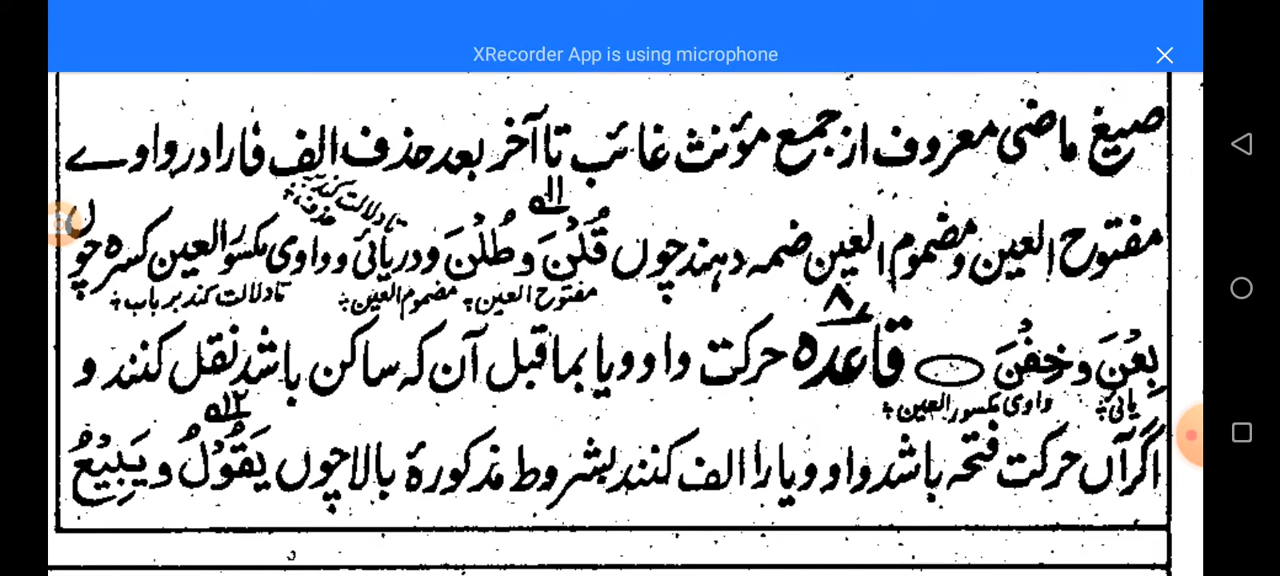 XRecorder App is using microphone
صیغ ماضی معروف از جمع مؤنث غائب تا آخر بعد حذف الف فا را در واوے
تا دلالت کند بر حذف
مفتوح العین و مضموم العین ضمہ دہند چوں قُلْنَ و طُلْنَ و در یائی و واوی مکسور العین کسرہ چوں
مفتوح العین مضموم العین تا دلالت کند بر باب
بِعْنَ وخِفْنَ قاعدہ ۸ حرکت واو و یا بما قبل آن کہ ساکن باشد نقل کنند و
یائی واوی مکسور العین
اگر آں حرکت فتحہ باشد واو و یا را الف کنند بشروط مذکورۂ بالا چوں یَقُوْلُ و یَبِیْعُ